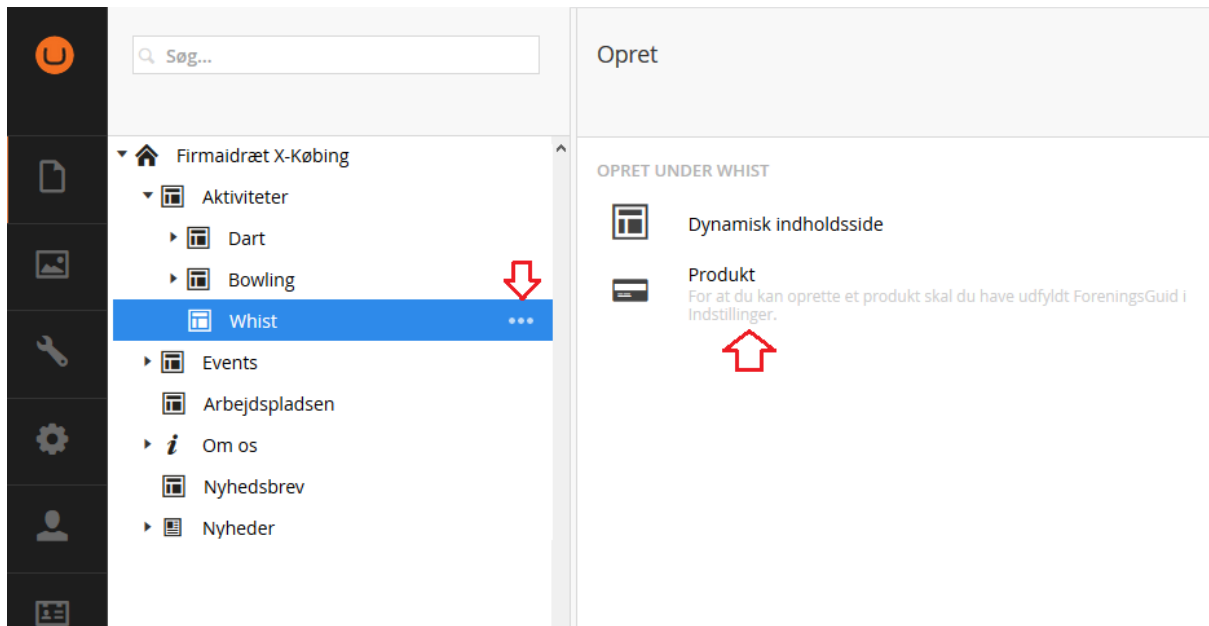 Søg...
Firmaidræt X-Købing
Aktiviteter
Dart
Bowling
Whist
Events
Arbejdspladsen
Om os
Nyhedsbrev
Nyheder
Opret
OPRET UNDER WHIST
Dynamisk indholdsside
Produkt
For at du kan oprette et produkt skal du have udfyldt ForeningsGuid i
Indstillinger.